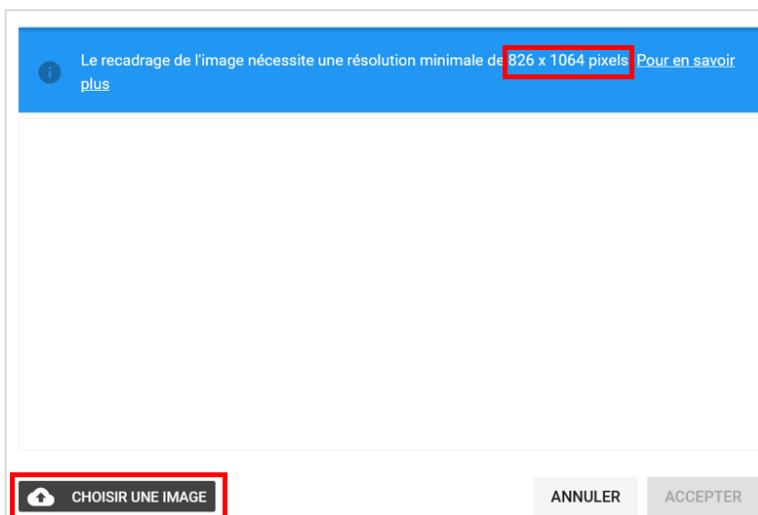 Le recadrage de l'image nécessite une résolution minimale de 826 x 1064 pixels Pour en savoir
plus
CHOISIR UNE IMAGE
ANNULER
ACCEPTER